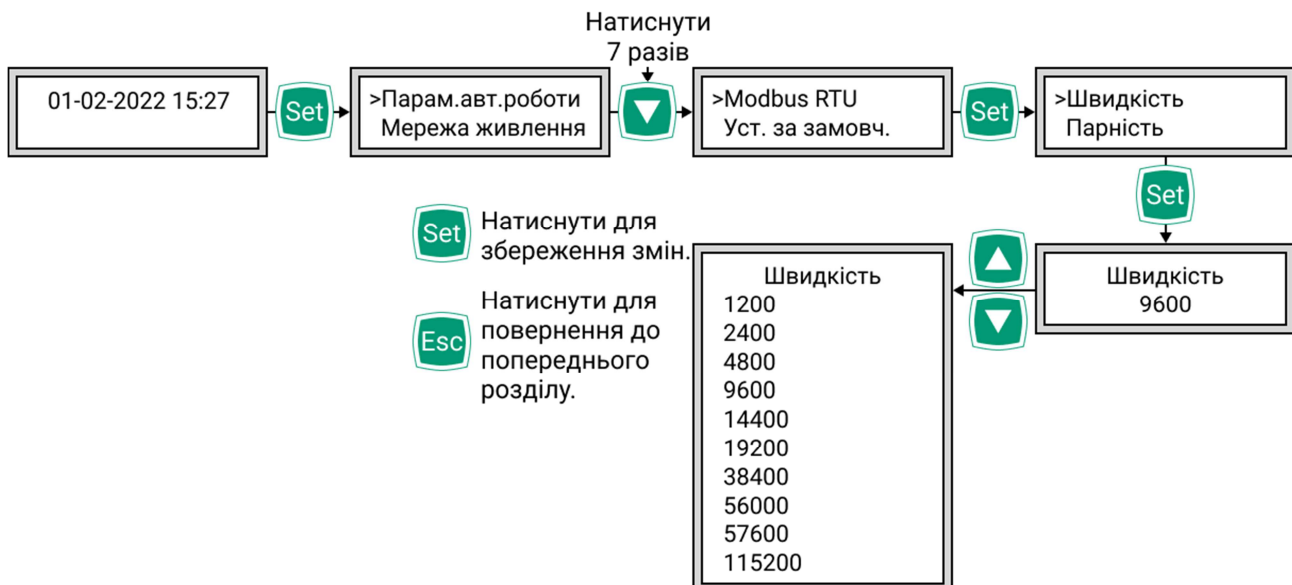 Натиснути
7 разів
01-02-2022 15:27
Set
>Парам.авт.роботи
Мережа живлення
>Modbus RTU
Уст. за замовч.
Set
>Швидкість
Парність
Set
Set
Натиснути для
збереження змін.
Esc
Натиснути для
повернення до
попереднього
розділу.
Швидкість
9600
Швидкість
1200
2400
4800
9600
14400
19200
38400
56000
57600
115200